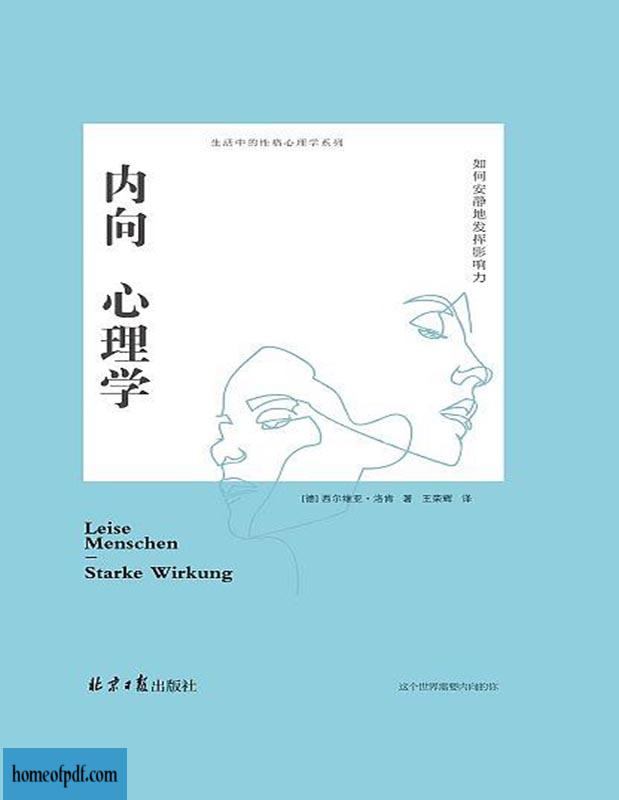 生活中的性格心理学系列
内向 心理学
如何安静地发挥影响力
[德] 西尔维亚·洛肯 著 王荣辉 译
Leise
Menschen
–
Starke Wirkung
北京日报出版社
这个世界需要内向的你
homeofpdf.com